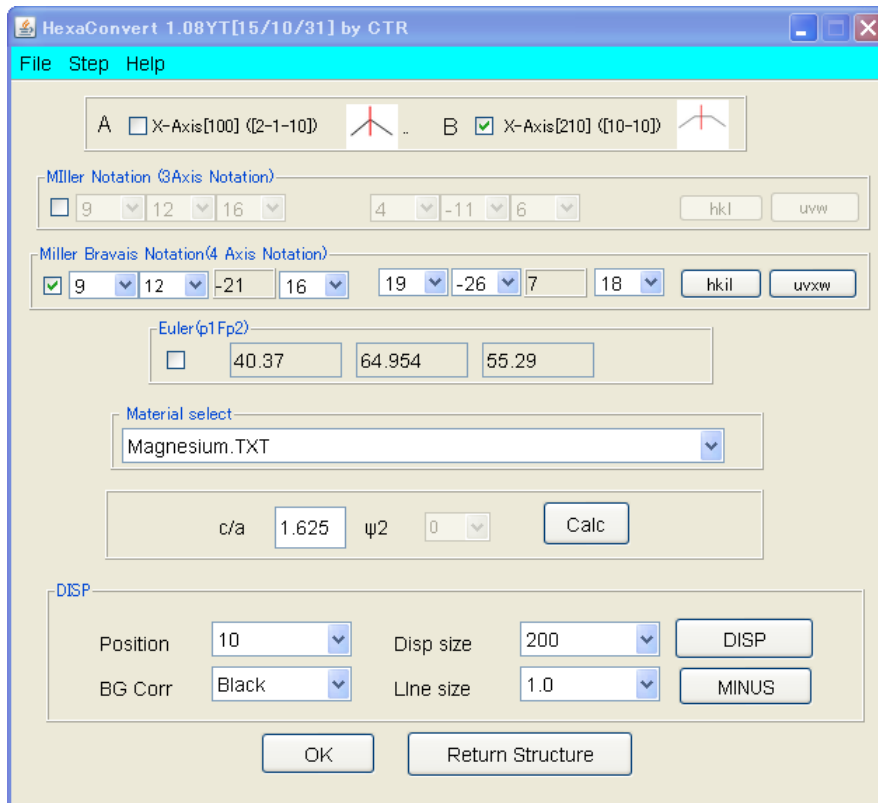 HexaConvert 1.08YT[15/10/31] by CTR
File Step Help
A X-Axis[100] ([2-1-10]) .. B X-Axis[210] ([10-10])
MIller Notation (3Axis Notation)
9 12 16 4 -11 6 hkl uvw
Miller Bravais Notation(4 Axis Notation)
9 12 -21 16 19 -26 7 18 hkil uvxw
Euler(p1Fp2)
40.37 64.954 55.29
Material select
Magnesium.TXT
c/a 1.625 ψ2 0 Calc
DISP
Position 10 Disp size 200 DISP
BG Corr Black LIne size 1.0 MINUS
OK Return Structure